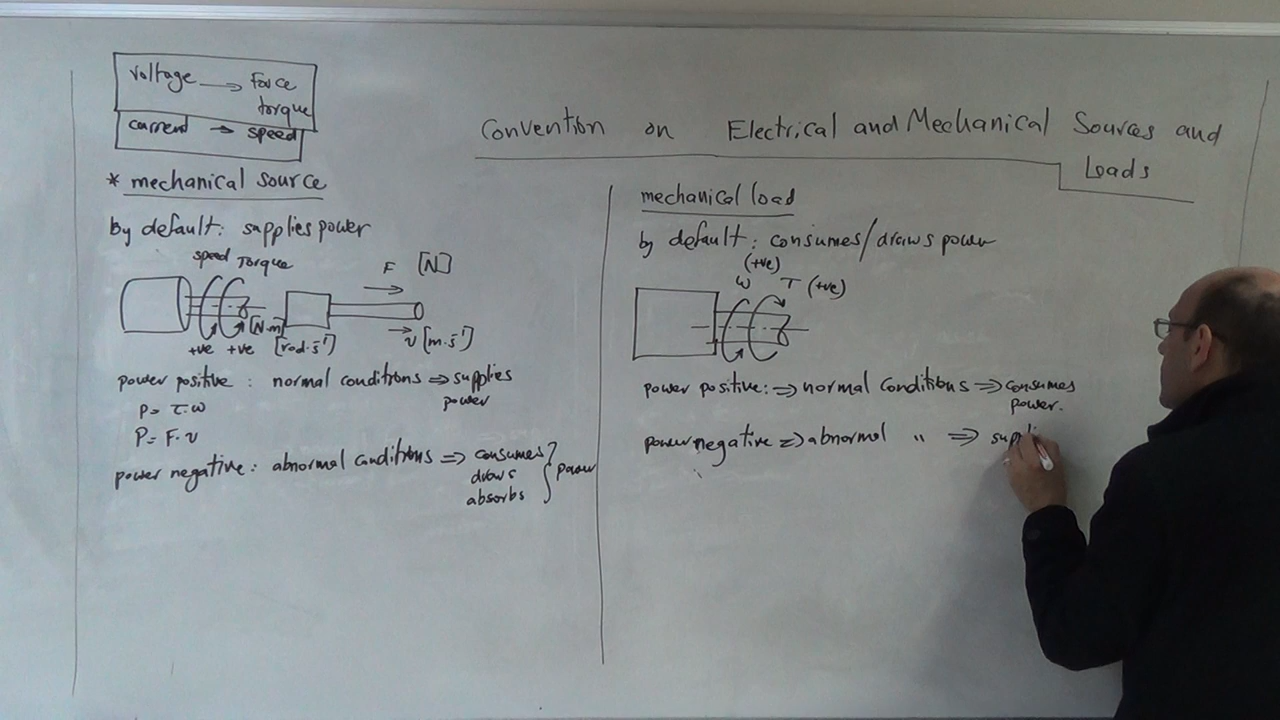 voltage → Force
torque
current → speed
Convention on Electrical and Mechanical Sources and
Loads
* mechanical source
by default: supplies power
speed Torque
F [N]
[N.m]
+ve +ve [rad.s⁻¹]
v [m.s⁻¹]
power positive : normal conditions ⇒ supplies
power
P= τ.ω
P= F.v
power negative : abnormal conditions ⇒ consumes
draws
absorbs
} power
mechanical load
by default: consumes/draws power
(+ve)
ω T (+ve)
power positive: ⇒ normal conditions ⇒ consumes
power.
power negative ⇒ abnormal " ⇒ suppli